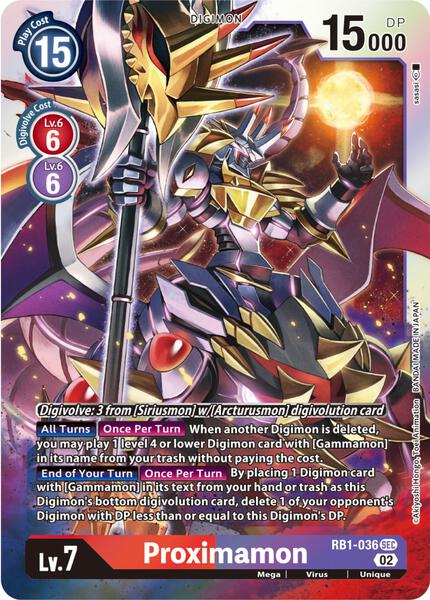 DIGIMON
Play Cost
15
DP
15000
Digivolve Cost
Lv.6
6
Lv.6
6
sasasi
©Akiyoshi Hongo, Toei Animation BANDAI MADE IN JAPAN
Digivolve: 3 from [Siriusmon] w/[Arcturusmon] digivolution card
All Turns Once Per Turn When another Digimon is deleted,
you may play 1 level 4 or lower Digimon card with [Gammamon]
in its name from your trash without paying the cost.
End of Your Turn Once Per Turn By placing 1 Digimon card
with [Gammamon] in its text from your hand or trash as this
Digimon's bottom digivolution card, delete 1 of your opponent's
Digimon with DP less than or equal to this Digimon's DP.
Lv.7
Proximamon
RB1-036 SEC
02
Mega Virus Unique